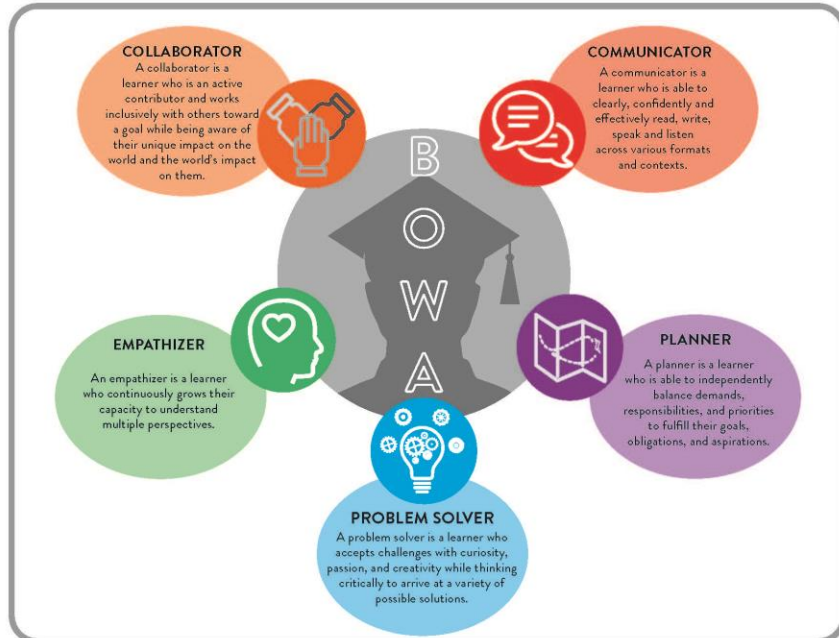 COLLABORATOR
A collaborator is a
learner who is an active
contributor and works
inclusively with others toward
a goal while being aware of
their unique impact on the
world and the world's impact
on them.
COMMUNICATOR
A communicator is a
learner who is able to
clearly, confidently and
effectively read, write,
speak and listen
across various formats
and contexts.
B
O
W
A
EMPATHIZER
An empathizer is a learner
who continuously grows their
capacity to understand
multiple perspectives.
PLANNER
A planner is a learner
who is able to independently
balance demands,
responsibilities, and priorities
to fulfill their goals,
obligations, and aspirations.
PROBLEM SOLVER
A problem solver is a learner who
accepts challenges with curiosity,
passion, and creativity while thinking
critically to arrive at a variety of
possible solutions.